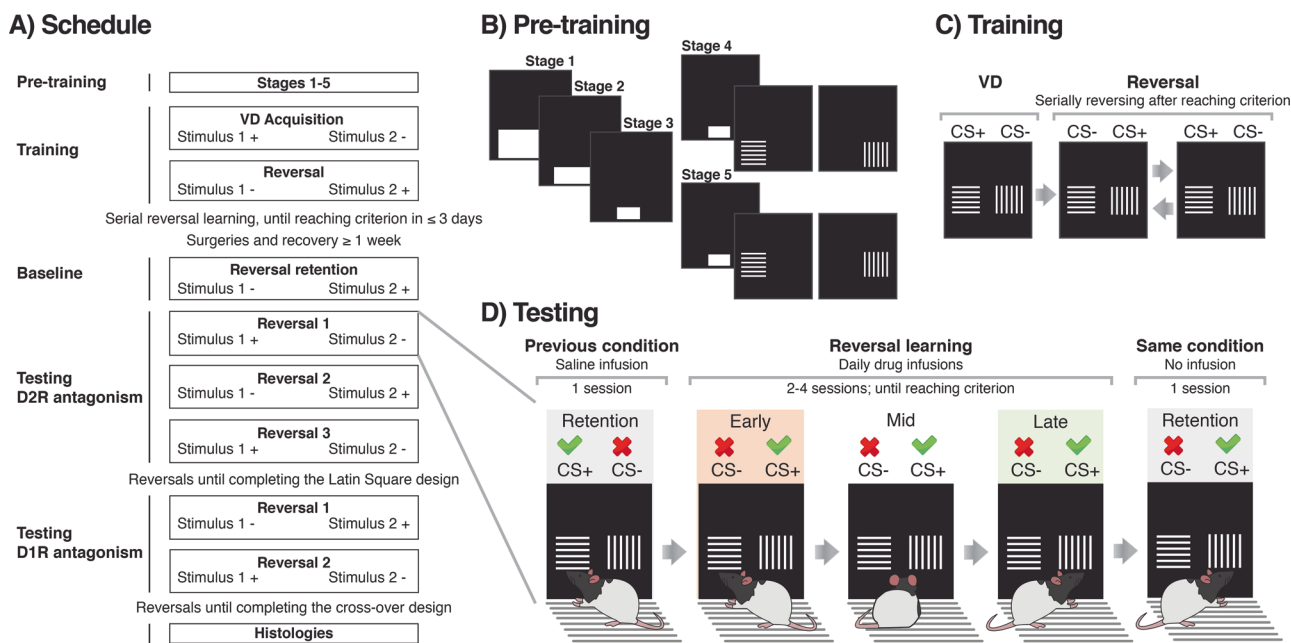 A) Schedule
Pre-training
Stages 1-5
Training
VD Acquisition
Stimulus 1 + Stimulus 2 -
Reversal
Stimulus 1 - Stimulus 2 +
Serial reversal learning, until reaching criterion in ≤ 3 days
Surgeries and recovery ≥ 1 week
Baseline
Reversal retention
Stimulus 1 - Stimulus 2 +
Testing
D2R antagonism
Reversal 1
Stimulus 1 + Stimulus 2 -
Reversal 2
Stimulus 1 - Stimulus 2 +
Reversal 3
Stimulus 1 + Stimulus 2 -
Reversals until completing the Latin Square design
Testing
D1R antagonism
Reversal 1
Stimulus 1 - Stimulus 2 +
Reversal 2
Stimulus 1 + Stimulus 2 -
Reversals until completing the cross-over design
Histologies
B) Pre-training
Stage 1
Stage 2
Stage 3
Stage 4
Stage 5
C) Training
VD Reversal
Serially reversing after reaching criterion
CS+ CS- CS- CS+ CS+ CS-
D) Testing
Previous condition
Saline infusion
1 session
Reversal learning
Daily drug infusions
2-4 sessions; until reaching criterion
Same condition
No infusion
1 session
Retention Early Mid Late Retention
CS+ CS- CS- CS+ CS- CS+ CS- CS+ CS- CS+